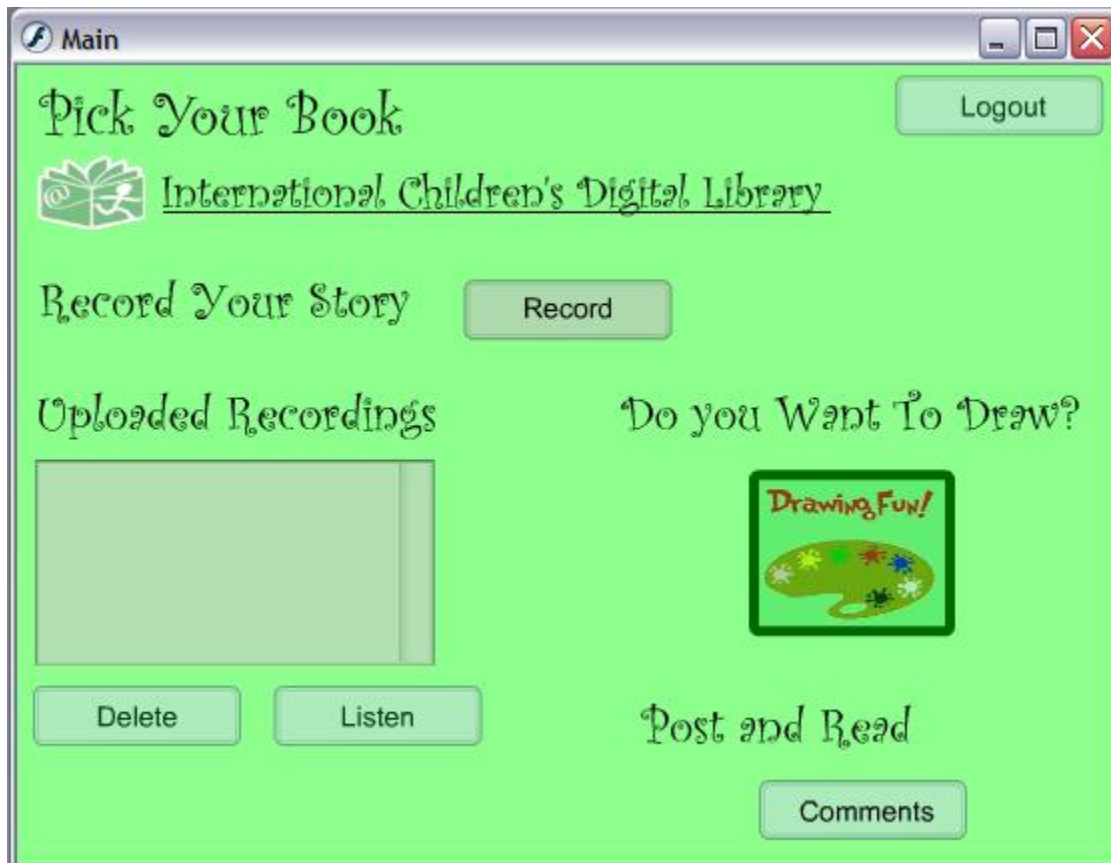 Main
Pick Your Book
Logout
@
International Children's Digital Library
Record Your Story
Record
Uploaded Recordings
Do you Want To Draw?
Drawing Fun!
Delete
Listen
Post and Read
Comments